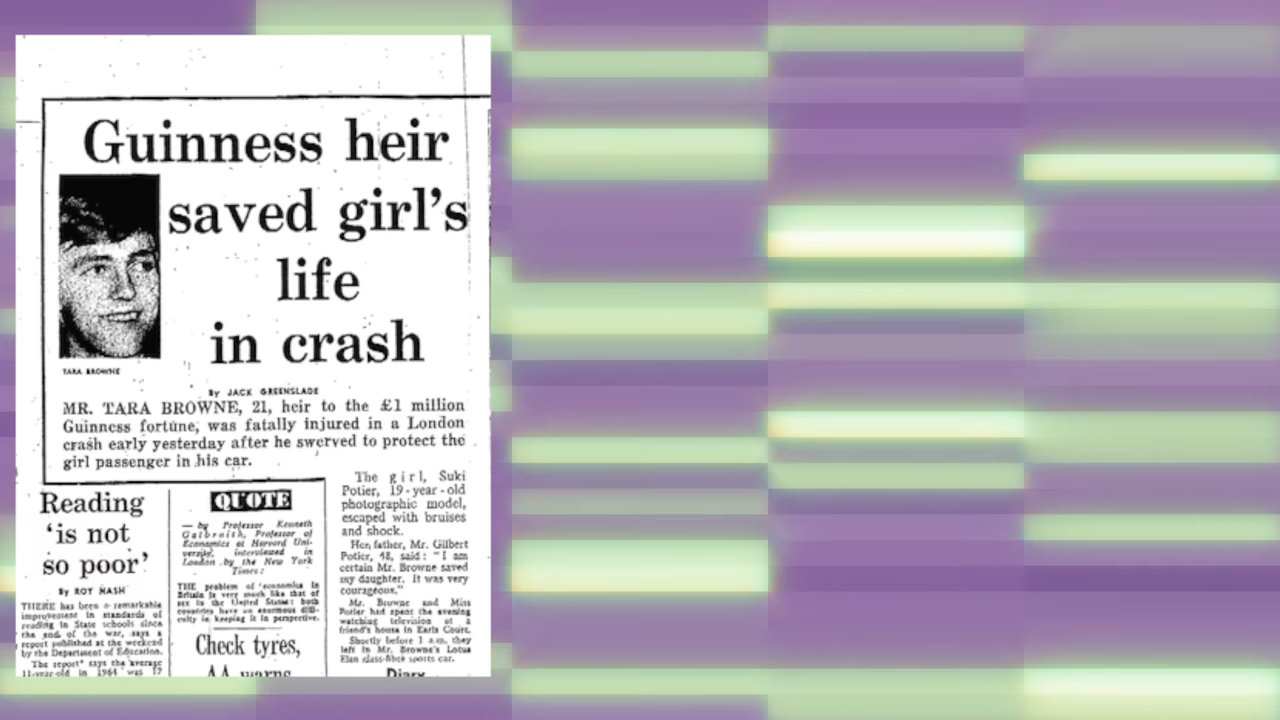 Guinness heir
saved girl's
life
in crash
TARA BROWNE
By JACK GREENSLADE
MR. TARA BROWNE, 21, heir to the £1 million
Guinness fortune, was fatally injured in a London
crash early yesterday after he swerved to protect the
girl passenger in his car.
The girl, Suki
Potier, 19-year-old
photographic model,
escaped with bruises
and shock.
Her father, Mr. Gilbert
Potier, 48, said: "I am
certain Mr. Browne saved
my daughter. It was very
courageous."
Mr. Browne and Miss
Potier had spent the evening
watching television at a
friend's house in Earls Court.
Shortly before 1 a.m. they
left in Mr. Browne's Lotus
Elan glass-fibre sports car.
Diary
Reading
'is not
so poor'
By ROY NASH
THERE has been a remarkable
improvement in standards of
reading in State schools since
the end of the war, says a
report published at the weekend
by the Department of Education.
The report says the average
11-year-old in 1964 was 17
QUOTE
— by Professor Kenneth
Galbraith, Professor of
Economics at Harvard Uni-
versity, interviewed in
London by the New York
Times:
THE problem of economics in
Britain is very much like that of
sex in the United States: both
countries have an enormous diffi-
culty in keeping it in perspective.
Check tyres,
AA warns